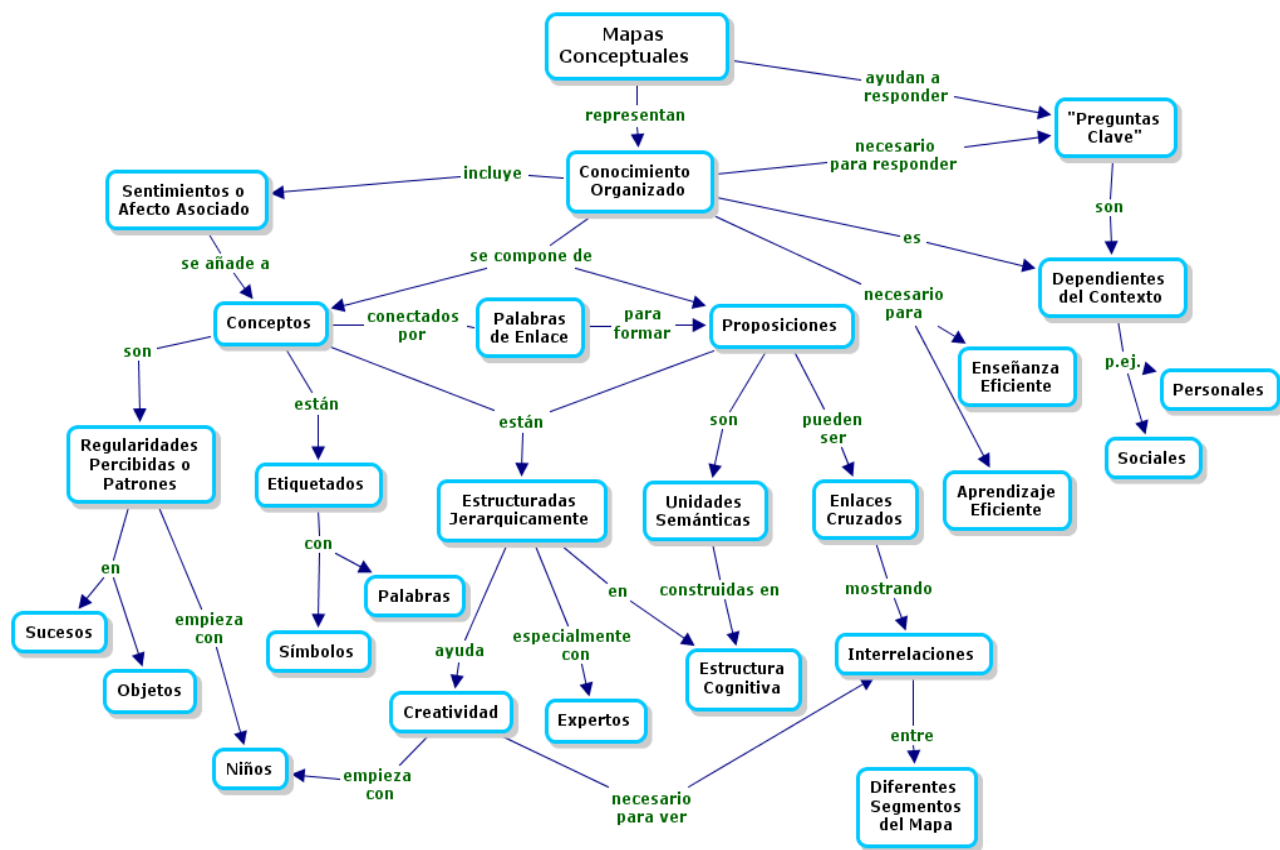 Mapas
Conceptuales
ayudan a
responder
representan
"Preguntas
Clave"
necesario
para responder
Conocimiento
Organizado
incluye
Sentimientos o
Afecto Asociado
son
es
se añade a
se compone de
Dependientes
del Contexto
necesario
para
Conceptos
conectados
por
Palabras
de Enlace
para
formar
Proposiciones
son
p.ej.
Enseñanza
Eficiente
Personales
están
están
son
pueden
ser
Regularidades
Percibidas o
Patrones
Sociales
Etiquetados
Estructuradas
Jerarquicamente
Unidades
Semánticas
Enlaces
Cruzados
Aprendizaje
Eficiente
con
en
Palabras
en
construidas en
mostrando
Sucesos
empieza
con
Símbolos
ayuda
especialmente
con
Estructura
Cognitiva
Interrelaciones
Objetos
Creatividad
Expertos
entre
Niños
empieza
con
necesario
para ver
Diferentes
Segmentos
del Mapa